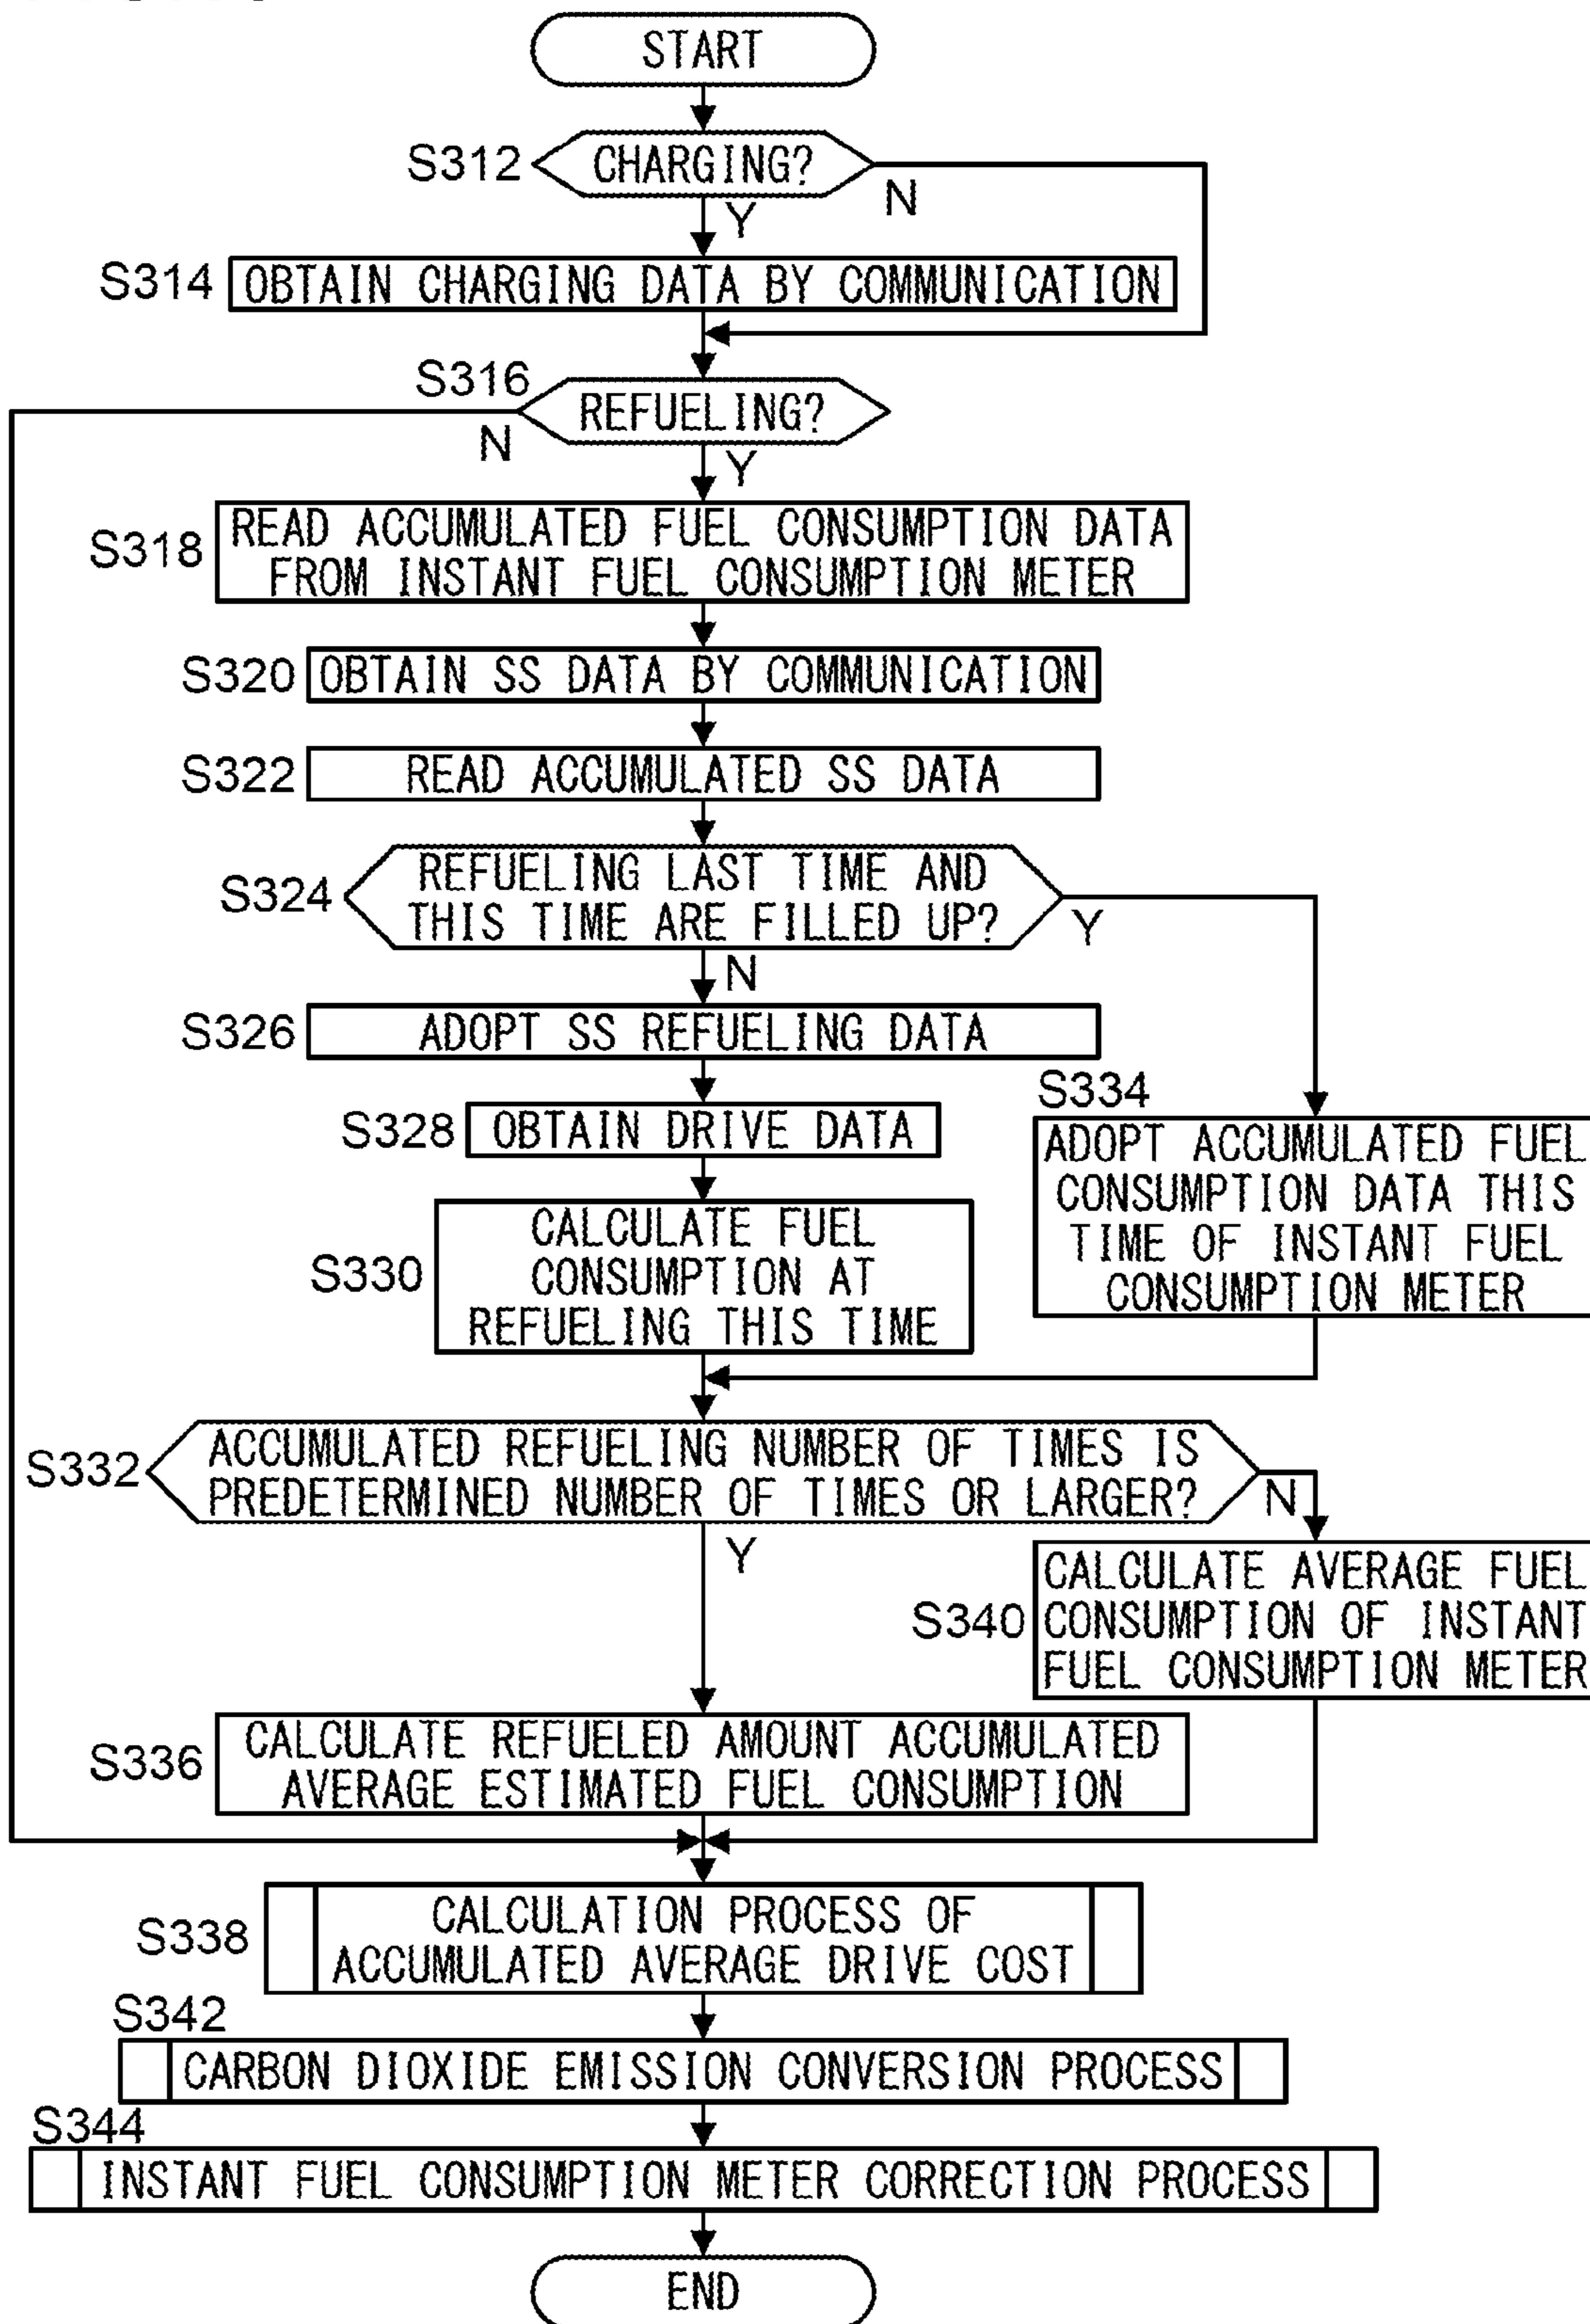 START
S312
CHARGING?
N
Y
S314
OBTAIN CHARGING DATA BY COMMUNICATION
S316
REFUELING?
N
Y
S318
READ ACCUMULATED FUEL CONSUMPTION DATA
FROM INSTANT FUEL CONSUMPTION METER
S320
OBTAIN SS DATA BY COMMUNICATION
S322
READ ACCUMULATED SS DATA
S324
REFUELING LAST TIME AND
THIS TIME ARE FILLED UP?
Y
N
S326
ADOPT SS REFUELING DATA
S328
OBTAIN DRIVE DATA
S330
CALCULATE FUEL
CONSUMPTION AT
REFUELING THIS TIME
S334
ADOPT ACCUMULATED FUEL
CONSUMPTION DATA THIS
TIME OF INSTANT FUEL
CONSUMPTION METER
S332
ACCUMULATED REFUELING NUMBER OF TIMES IS
PREDETERMINED NUMBER OF TIMES OR LARGER?
N
Y
S340
CALCULATE AVERAGE FUEL
CONSUMPTION OF INSTANT
FUEL CONSUMPTION METER
S336
CALCULATE REFUELED AMOUNT ACCUMULATED
AVERAGE ESTIMATED FUEL CONSUMPTION
S338
CALCULATION PROCESS OF
ACCUMULATED AVERAGE DRIVE COST
S342
CARBON DIOXIDE EMISSION CONVERSION PROCESS
S344
INSTANT FUEL CONSUMPTION METER CORRECTION PROCESS
END